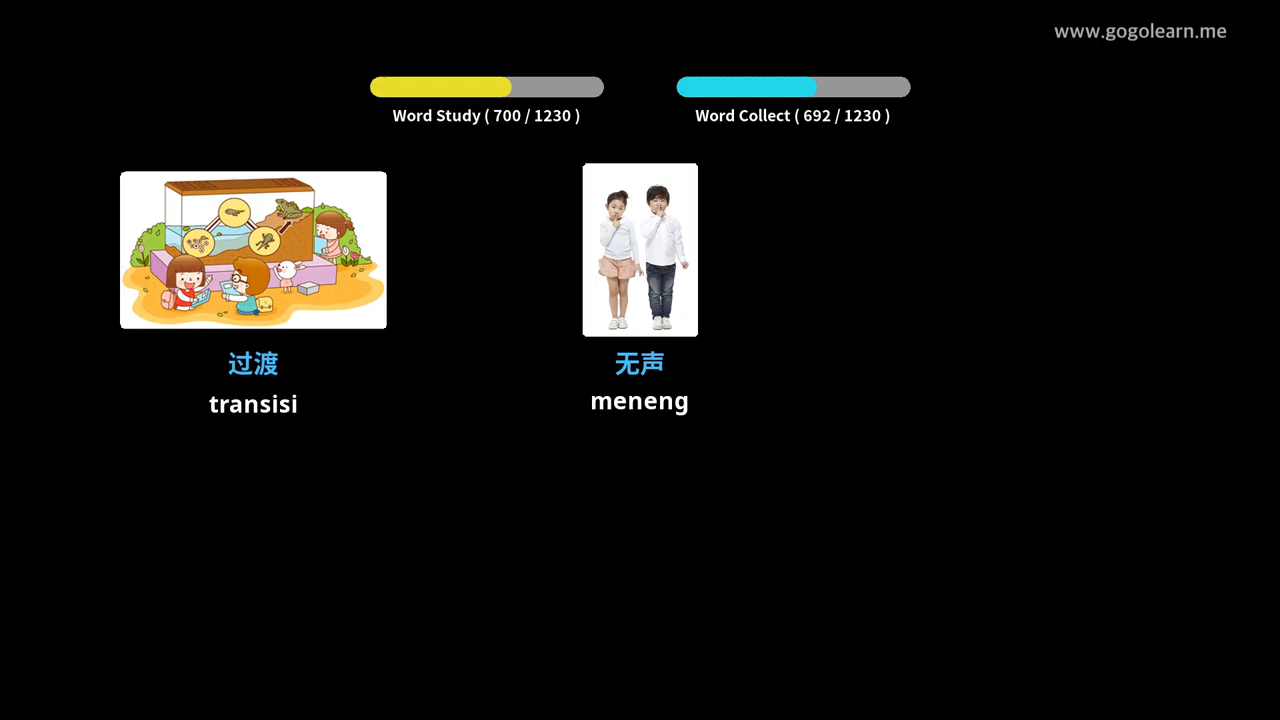 www.gogolearn.me
Word Study ( 700 / 1230 )
Word Collect ( 692 / 1230 )
过渡
transisi
无声
meneng